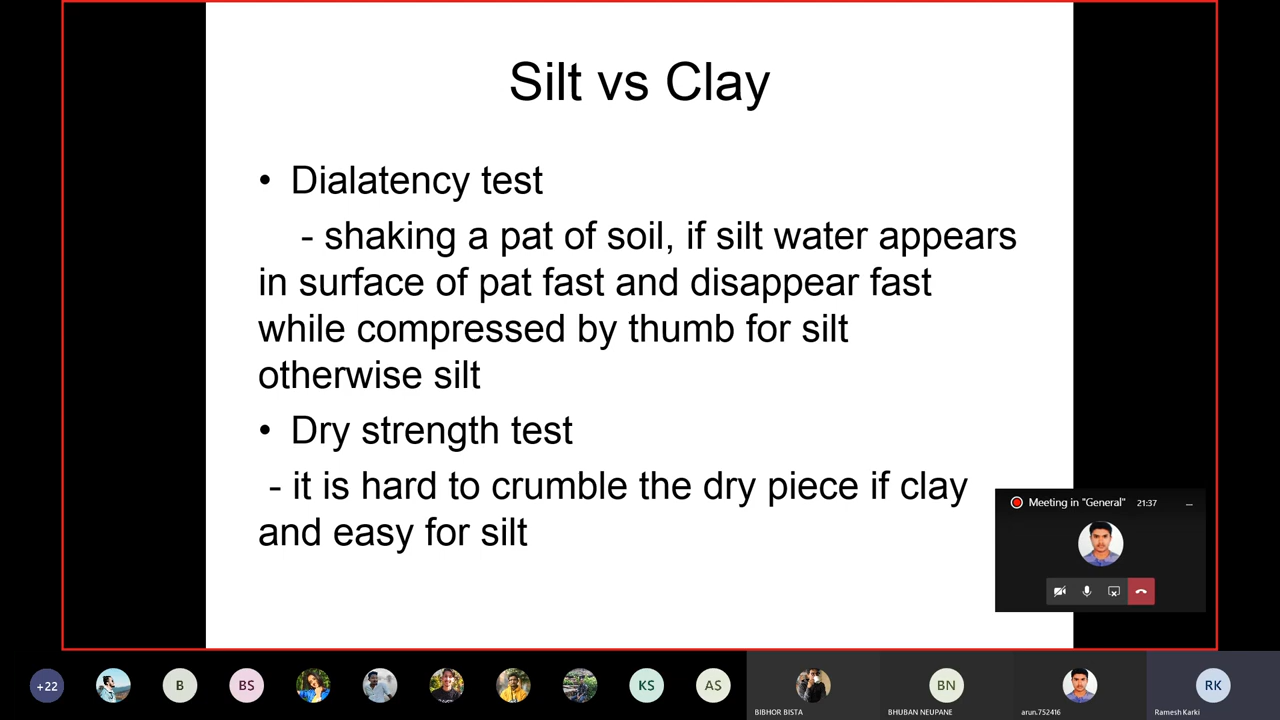 Silt vs Clay
• Dialatency test
- shaking a pat of soil, if silt water appears
in surface of pat fast and disappear fast
while compressed by thumb for silt
otherwise silt
• Dry strength test
- it is hard to crumble the dry piece if clay
and easy for silt
Meeting in "General" 21:37 ...
+22
B
BS
KS
AS
BIBHOR BISTA
BN
BHUBAN NEUPANE
arun.752416
RK
Ramesh Karki